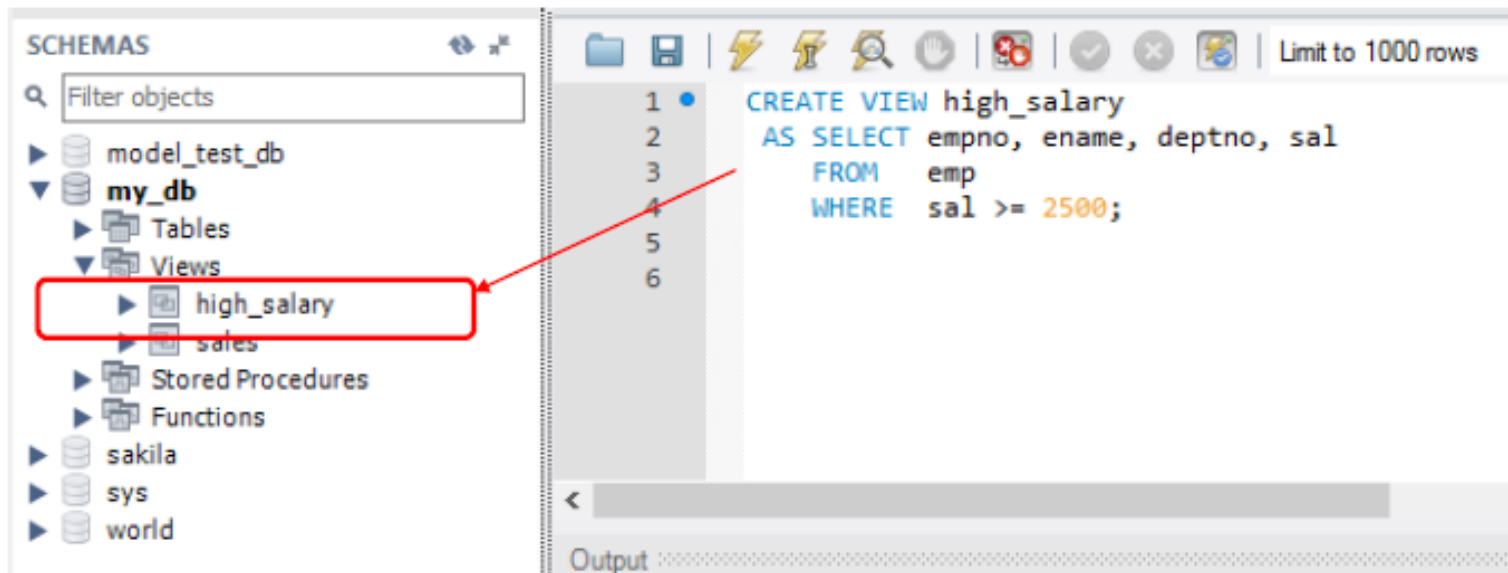 SCHEMAS
Filter objects
model_test_db
my_db
Tables
Views
high_salary
sales
Stored Procedures
Functions
sakila
sys
world
Limit to 1000 rows
1 CREATE VIEW high_salary
2 AS SELECT empno, ename, deptno, sal
3 FROM emp
4 WHERE sal >= 2500;
5
6
Output